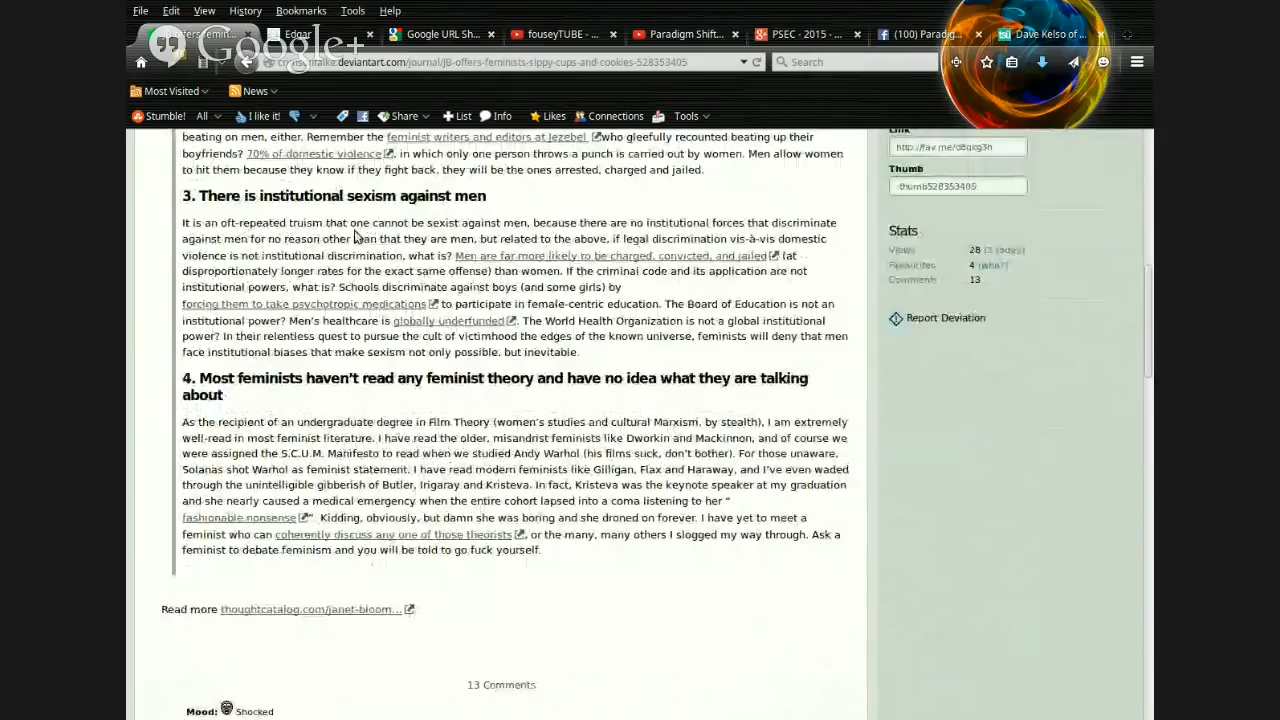 File Edit View History Bookmarks Tools Help
Google+
Edgar
Google URL Sh...
fouseyTUBE - ...
Paradigm Shift...
PSEC - 2015 - ...
(100) Paradig...
Dave Kelso of ...
deviantart.com/journal/JB-offers-feminists-sippy-cups-and-cookies-528353405
Search
Most Visited News
Stumble! All I like it! Share List Info Likes Connections Tools
beating on men, either. Remember the feminist writers and editors at Jezebel who gleefully recounted beating up their
boyfriends? 70% of domestic violence, in which only one person throws a punch is carried out by women. Men allow women
to hit them because they know if they fight back, they will be the ones arrested, charged and jailed.
3. There is institutional sexism against men
It is an oft-repeated truism that one cannot be sexist against men, because there are no institutional forces that discriminate
against men for no reason other than that they are men, but related to the above, if legal discrimination vis-à-vis domestic
violence is not institutional discrimination, what is? Men are far more likely to be charged, convicted, and jailed (at
disproportionately longer rates for the exact same offense) than women. If the criminal code and its application are not
institutional powers, what is? Schools discriminate against boys (and some girls) by
forcing them to take psychotropic medications to participate in female-centric education. The Board of Education is not an
institutional power? Men's healthcare is globally underfunded. The World Health Organization is not a global institutional
power? In their relentless quest to pursue the cult of victimhood the edges of the known universe, feminists will deny that men
face institutional biases that make sexism not only possible, but inevitable.
4. Most feminists haven't read any feminist theory and have no idea what they are talking
about
As the recipient of an undergraduate degree in Film Theory (women's studies and cultural Marxism, by stealth), I am extremely
well-read in most feminist literature. I have read the older, misandrist feminists like Dworkin and Mackinnon, and of course we
were assigned the S.C.U.M. Manifesto to read when we studied Andy Warhol (his films suck, don't bother). For those unaware,
Solanas shot Warhol as feminist statement. I have read modern feminists like Gilligan, Flax and Haraway, and I've even waded
through the unintelligible gibberish of Butler, Irigaray and Kristeva. In fact, Kristeva was the keynote speaker at my graduation
and she nearly caused a medical emergency when the entire cohort lapsed into a coma listening to her "
fashionable nonsense". Kidding, obviously, but damn she was boring and she droned on forever. I have yet to meet a
feminist who can coherently discuss any one of those theorists, or the many, many others I slogged my way through. Ask a
feminist to debate feminism and you will be told to go fuck yourself.
Read more thoughtcatalog.com/janet-bloom...
13 Comments
Mood: Shocked
Link
http://fav.me/d8qkg3h
Thumb
:thumb528353405:
Stats
Views 28 (3 today)
Favourites 4 (who?)
Comments 13
Report Deviation